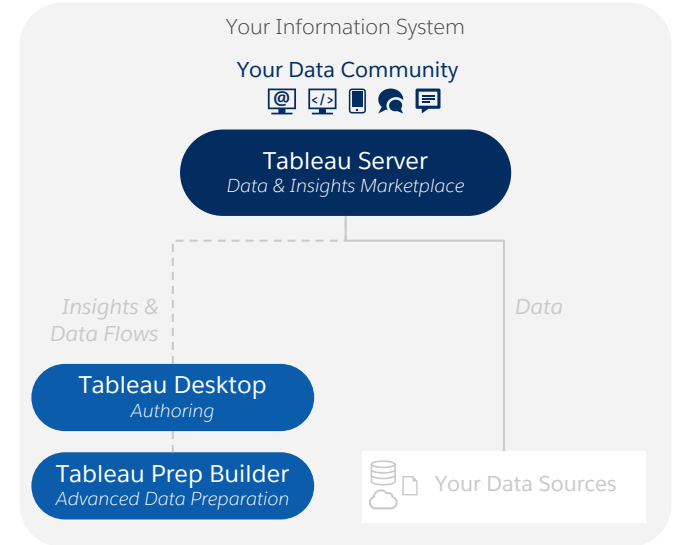 Your Information System
Your Data Community
@
</>
Tableau Server
Data & Insights Marketplace
Insights &
Data Flows
Data
Tableau Desktop
Authoring
Tableau Prep Builder
Advanced Data Preparation
Your Data Sources